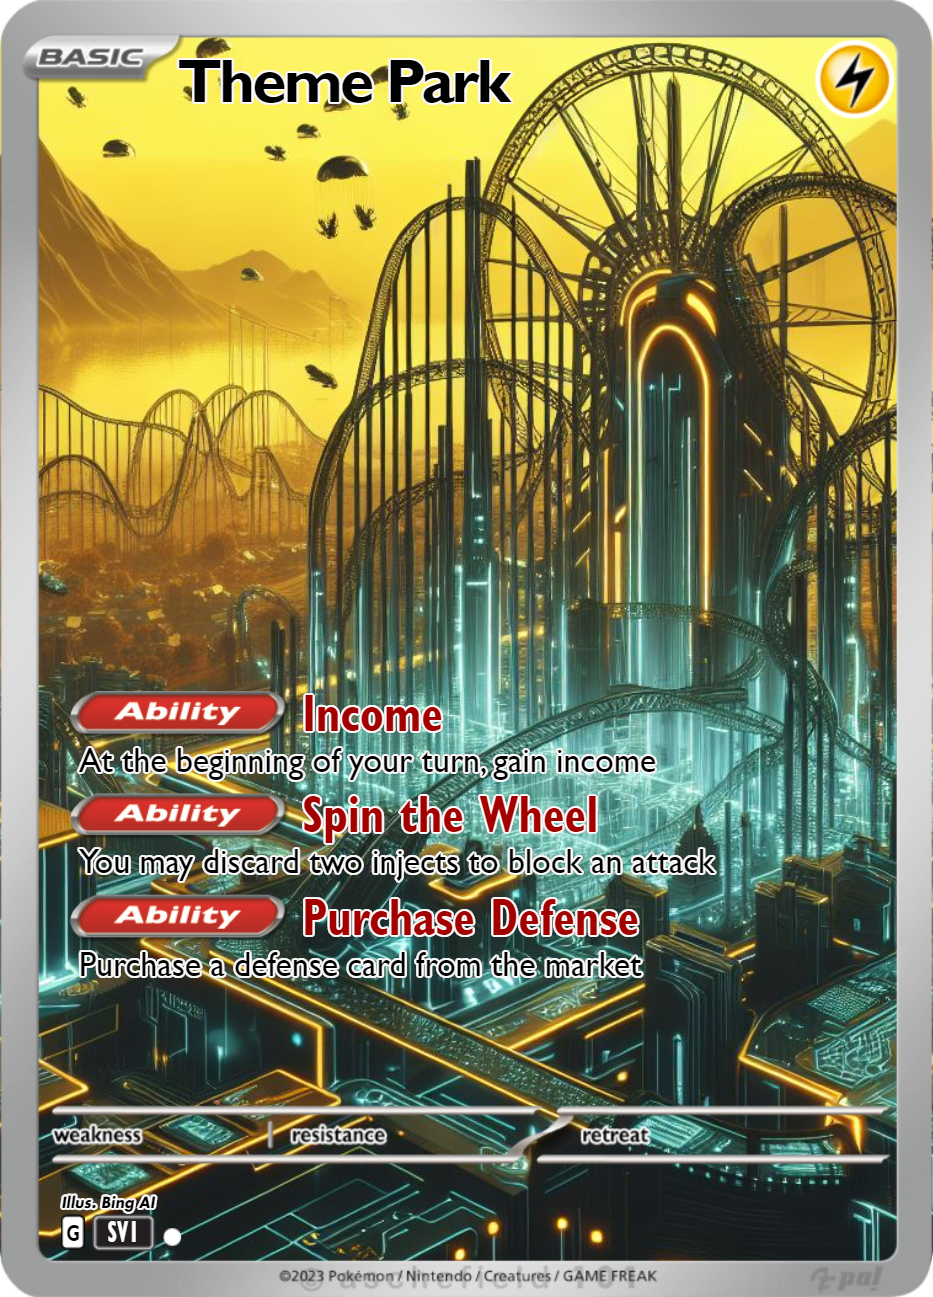 BASIC
Theme Park
Ability Income
At the beginning of your turn, gain income
Ability Spin the Wheel
You may discard two injects to block an attack
Ability Purchase Defense
Purchase a defense card from the market
weakness resistance retreat
Illus. Bing AI
G SVI
©2023 Pokémon / Nintendo / Creatures / GAME FREAK